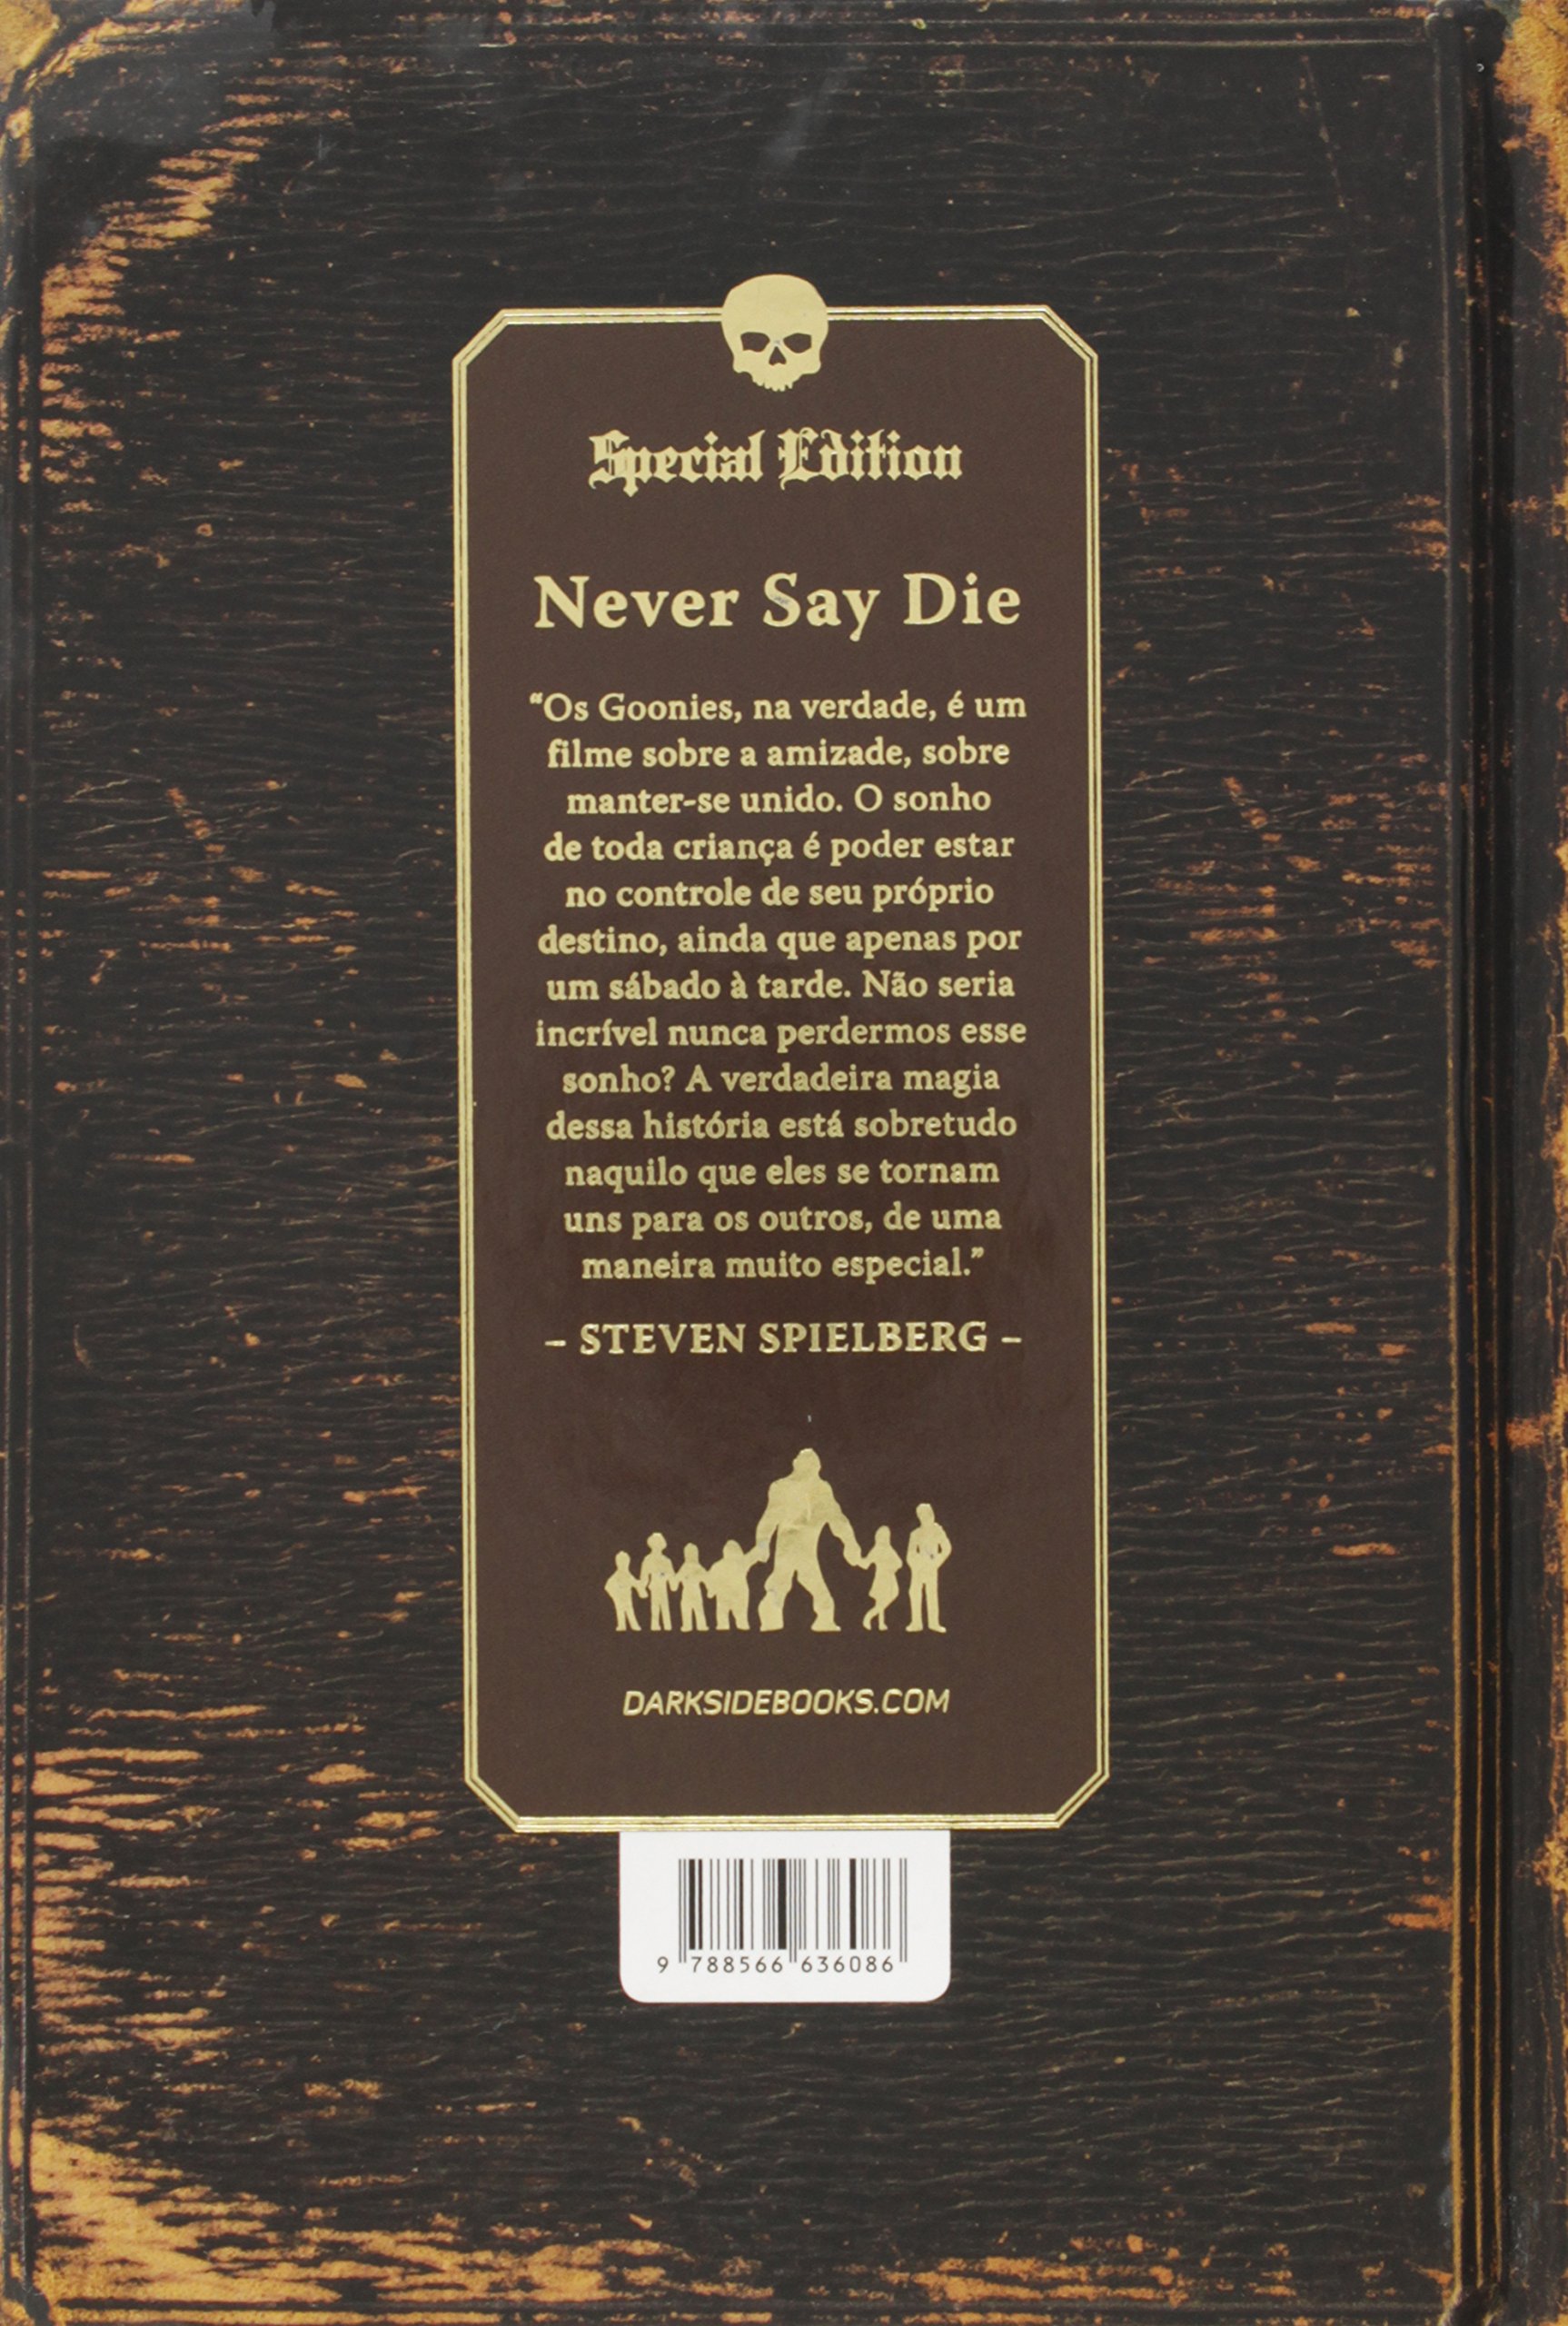 Special Edition
Never Say Die
“Os Goonies, na verdade, é um
filme sobre a amizade, sobre
manter-se unido. O sonho
de toda criança é poder estar
no controle de seu próprio
destino, ainda que apenas por
um sábado à tarde. Não seria
incrível nunca perdermos esse
sonho? A verdadeira magia
dessa história está sobretudo
naquilo que eles se tornam
uns para os outros, de uma
maneira muito especial.”
– STEVEN SPIELBERG –
DARKSIDEBOOKS.COM
9 788566 636086